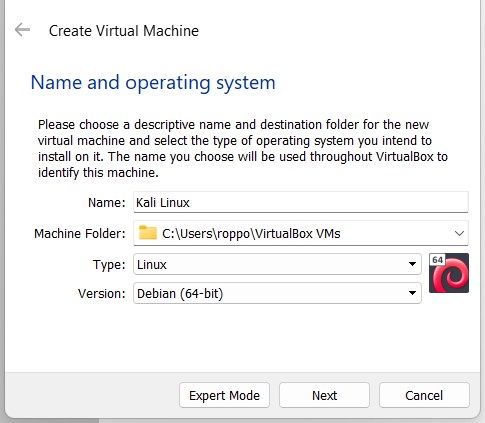 Create Virtual Machine
Name and operating system
Please choose a descriptive name and destination folder for the new
virtual machine and select the type of operating system you intend to
install on it. The name you choose will be used throughout VirtualBox to
identify this machine.
Name: Kali Linux
Machine Folder: C:\Users\roppo\VirtualBox VMs
Type: Linux
64
Version: Debian (64-bit)
Expert Mode Next Cancel